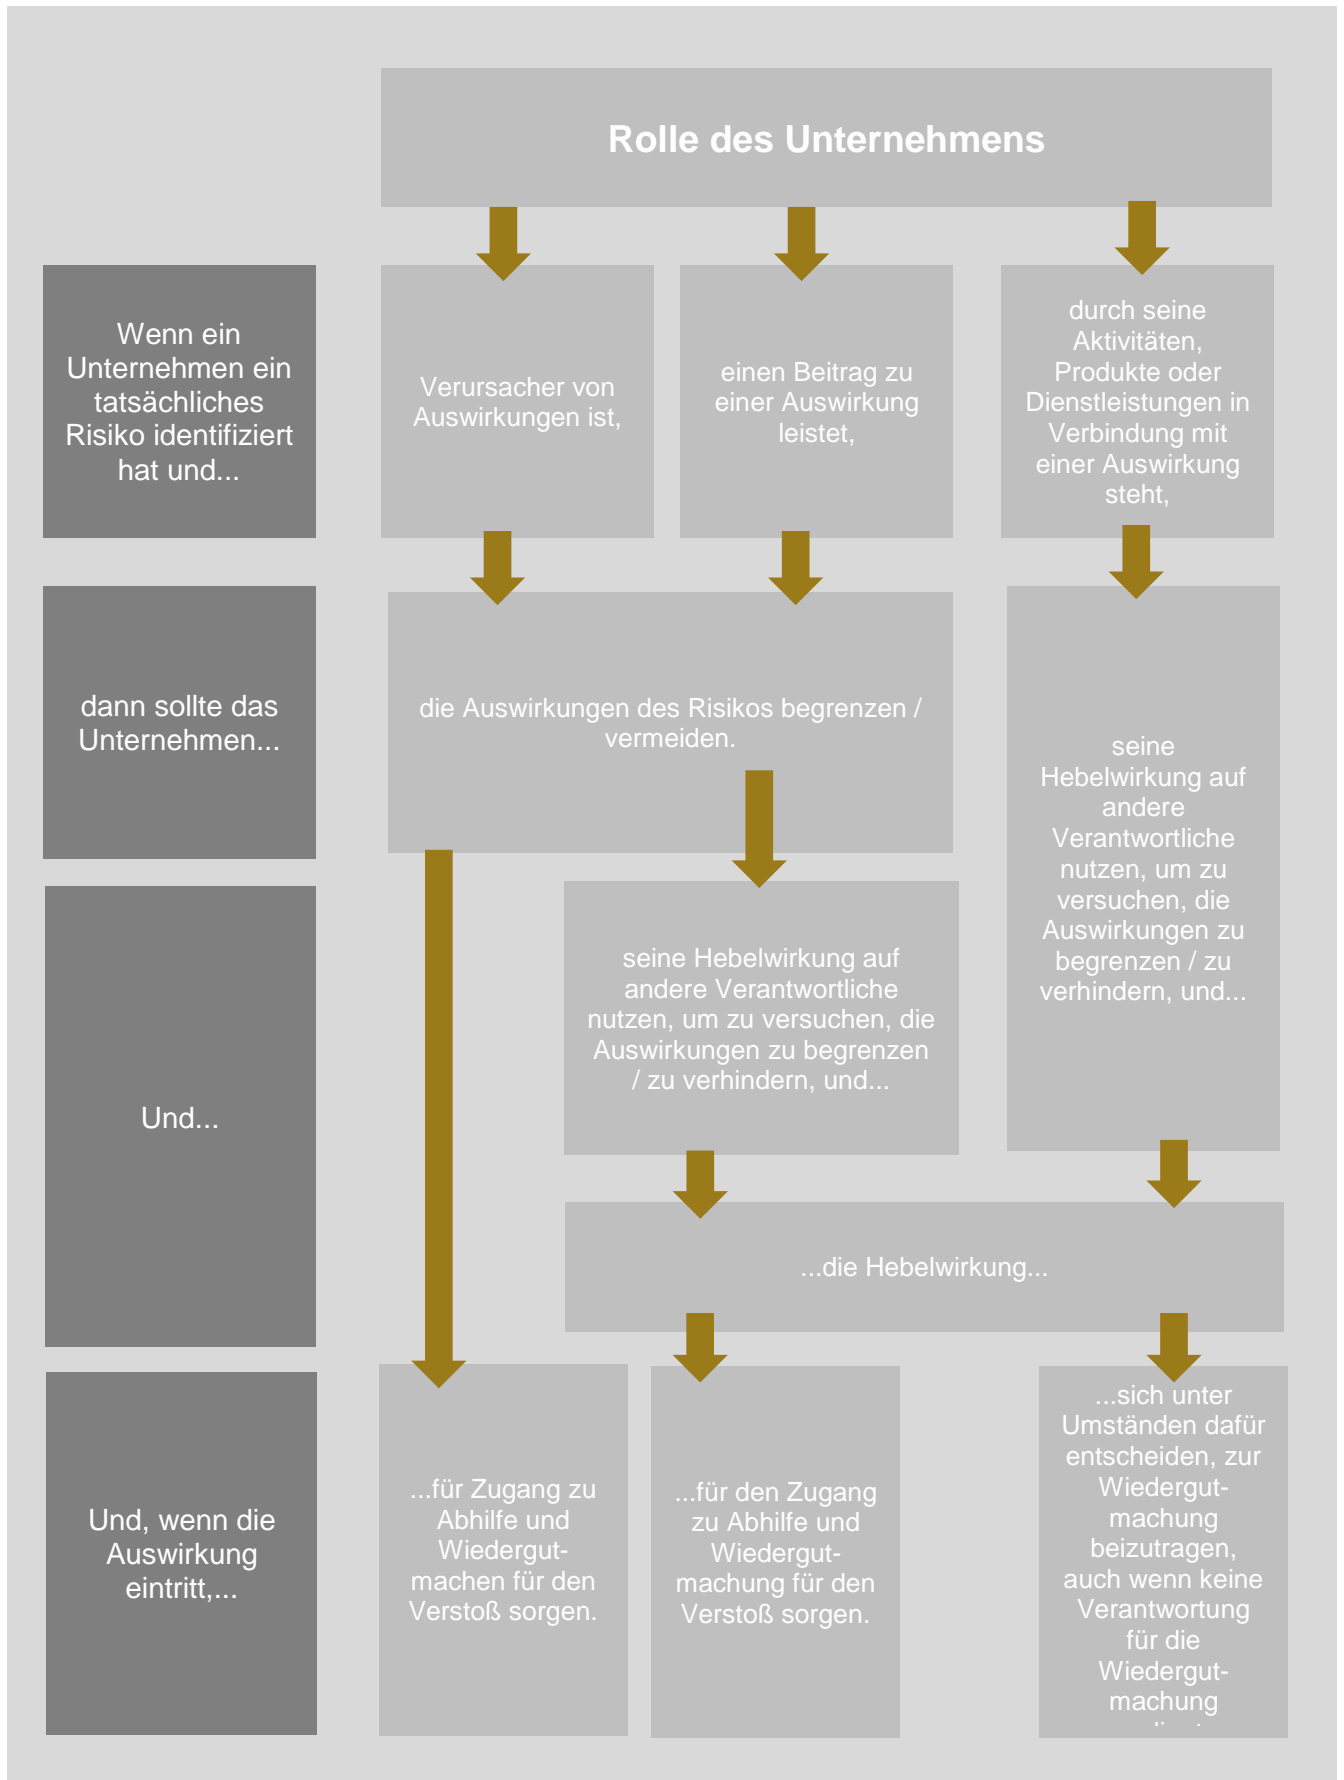 Rolle des Unternehmens
Wenn ein
Unternehmen ein
tatsächliches
Risiko identifiziert
hat und...
Verursacher von
Auswirkungen ist,
einen Beitrag zu
einer Auswirkung
leistet,
durch seine
Aktivitäten,
Produkte oder
Dienstleistungen in
Verbindung mit
einer Auswirkung
steht,
dann sollte das
Unternehmen...
die Auswirkungen des Risikos begrenzen /
vermeiden.
seine
Hebelwirkung auf
andere
Verantwortliche
nutzen, um zu
versuchen, die
Auswirkungen zu
begrenzen / zu
verhindern, und...
Und...
seine Hebelwirkung auf
andere Verantwortliche
nutzen, um zu versuchen, die
Auswirkungen zu begrenzen
/ zu verhindern, und...
...die Hebelwirkung...
Und, wenn die
Auswirkung
eintritt,...
...für Zugang zu
Abhilfe und
Wiedergut-
machen für den
Verstoß sorgen.
...für den Zugang
zu Abhilfe und
Wiedergut-
machung für den
Verstoß sorgen.
...sich unter
Umständen dafür
entscheiden, zur
Wiedergut-
machung
beizutragen,
auch wenn keine
Verantwortung
für die
Wiedergut-
machung